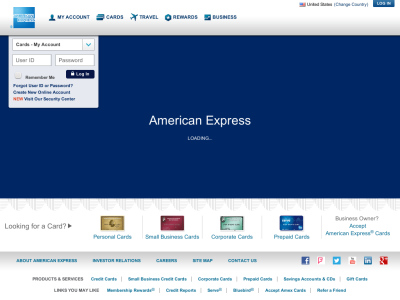 United States (Change Country) LOG IN
MY ACCOUNT CARDS TRAVEL REWARDS BUSINESS
Cards - My Account
User ID Password
Remember Me Log In
Forgot User ID or Password?
Create New Online Account
NEW Visit Our Security Center
American Express
LOADING...
Looking for a Card?
Personal Cards
Small Business Cards
Corporate Cards
Prepaid Cards
Business Owner?
Accept
American Express® Cards
ABOUT AMERICAN EXPRESS INVESTOR RELATIONS CAREERS SITE MAP CONTACT US
PRODUCTS & SERVICES Credit Cards Small Business Credit Cards Corporate Cards Prepaid Cards Savings Accounts & CDs Gift Cards
LINKS YOU MAY LIKE Membership Rewards® Credit Reports Serve® Bluebird® Accept Amex Cards Refer a Friend